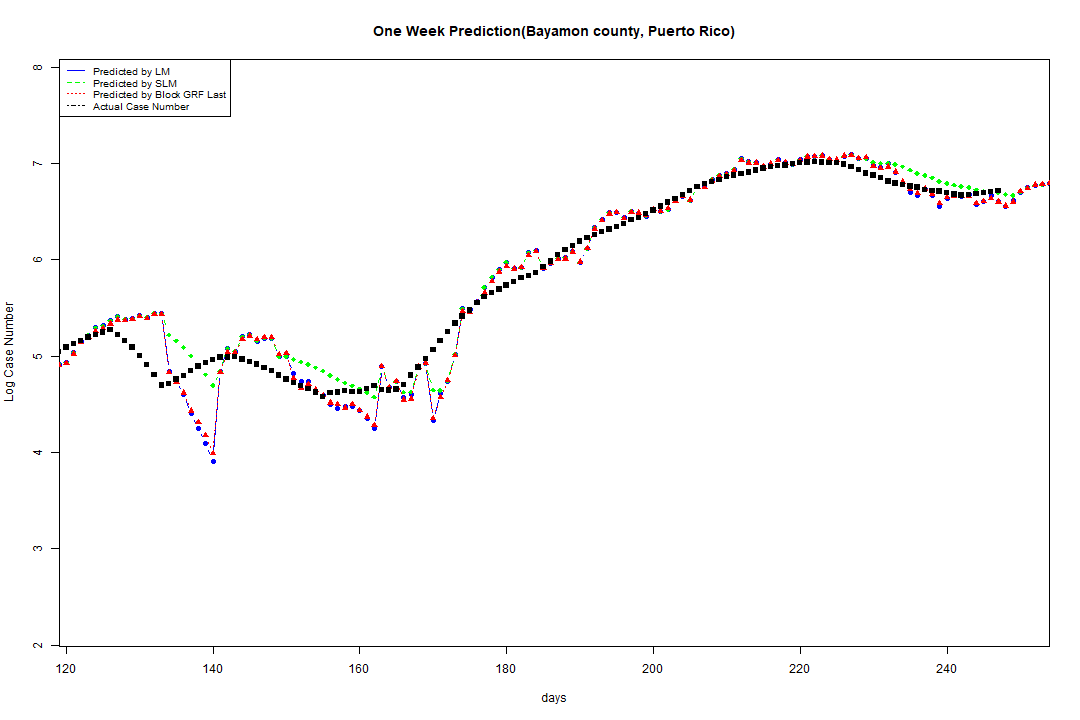 One Week Prediction(Bayamon county, Puerto Rico)
Predicted by LM
Predicted by SLM
Predicted by Block GRF Last
Actual Case Number
8
7
6
5
4
3
2
Log Case Number
120 140 160 180 200 220 240
days